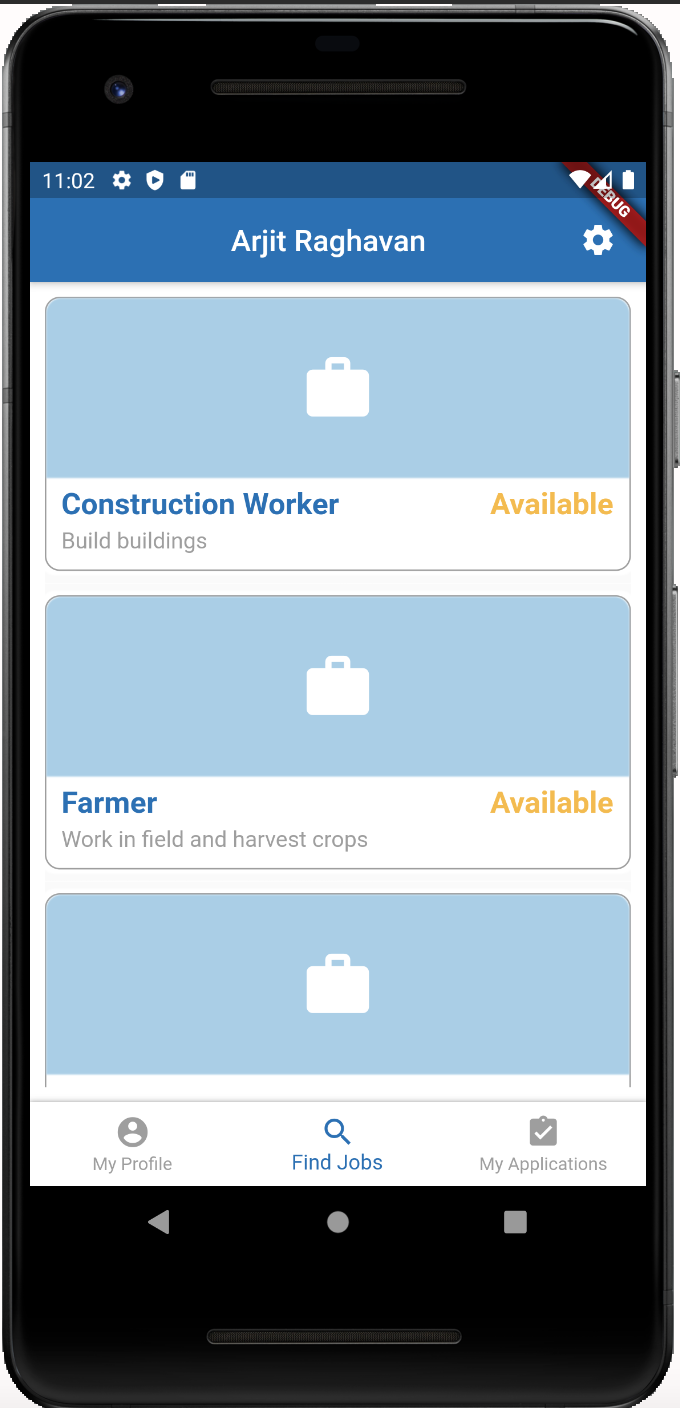 11:02
DEBUG
Arjit Raghavan
Construction Worker Available
Build buildings
Farmer Available
Work in field and harvest crops
My Profile Find Jobs My Applications